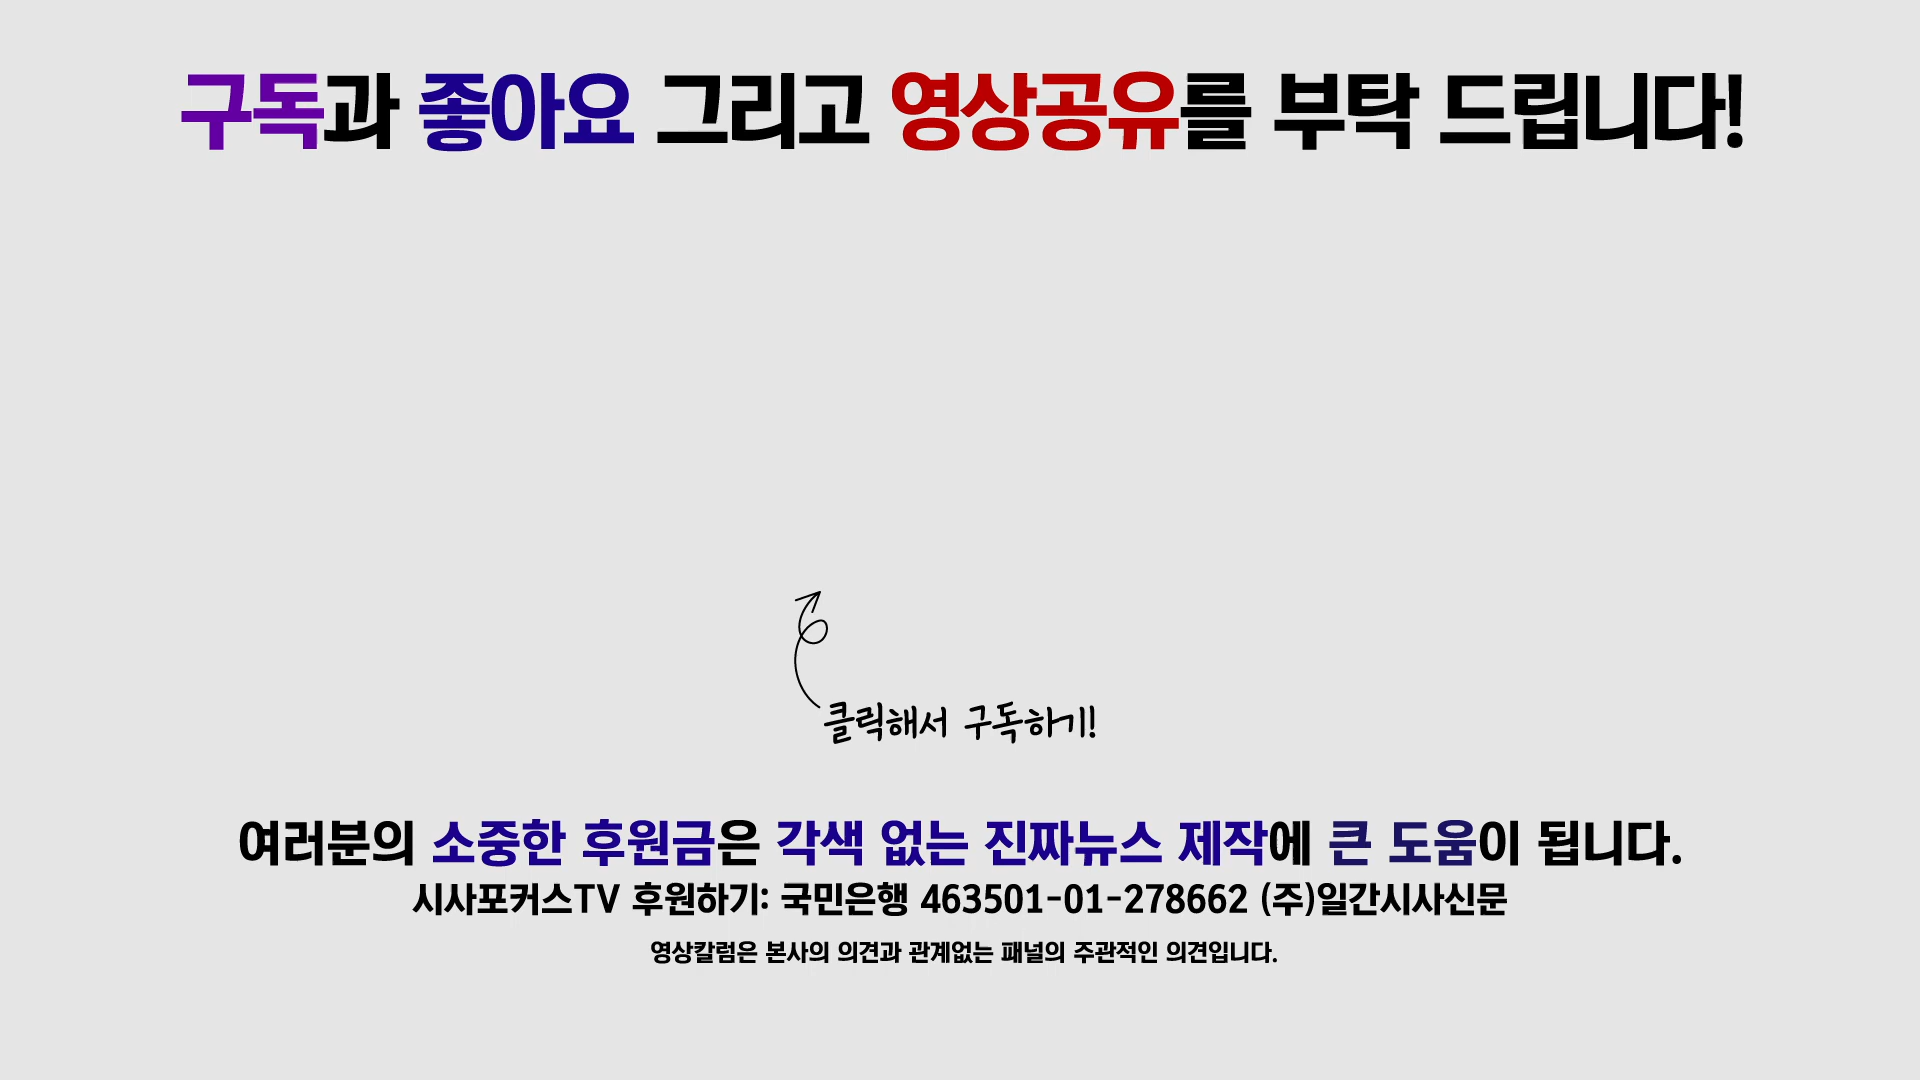 구독과 좋아요 그리고 영상공유를 부탁 드립니다!
클릭해서 구독하기!
여러분의 소중한 후원금은 각색 없는 진짜뉴스 제작에 큰 도움이 됩니다.
시사포커스TV 후원하기: 국민은행 463501-01-278662 (주)일간시사신문
영상칼럼은 본사의 의견과 관계없는 패널의 주관적인 의견입니다.